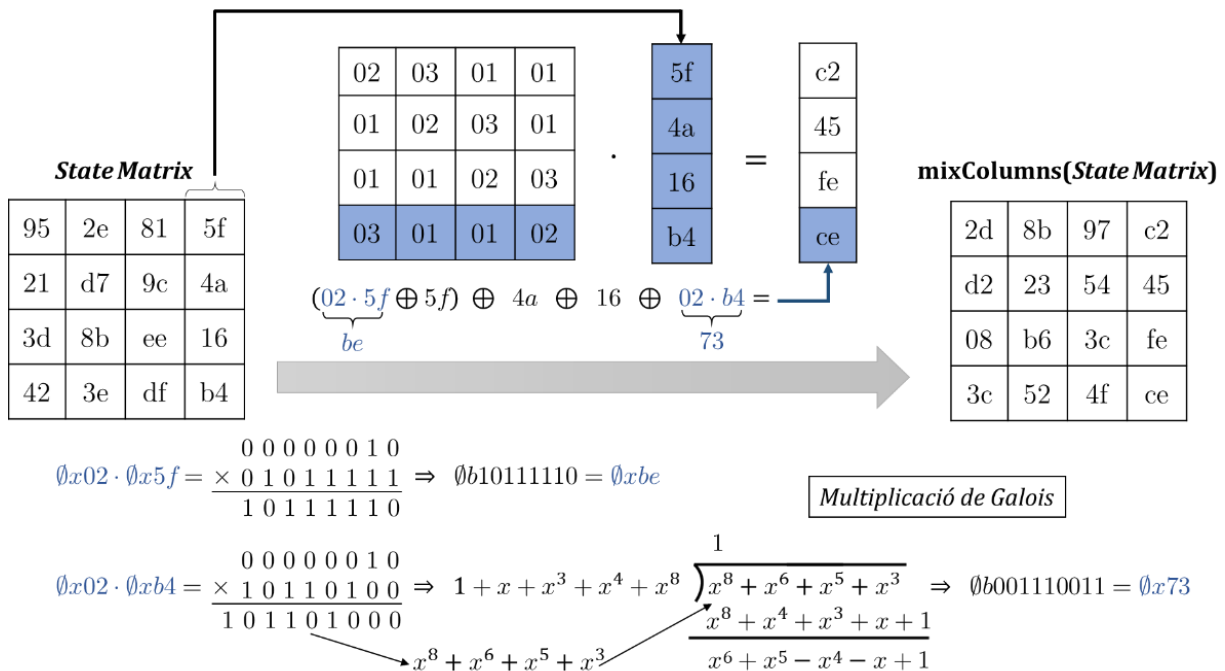 02 03 01 01
01 02 03 01
01 01 02 03
03 01 01 02
·
5f
4a
16
b4
=
c2
45
fe
ce
State Matrix
95 2e 81 5f
21 d7 9c 4a
3d 8b ee 16
42 3e df b4
mixColumns(State Matrix)
2d 8b 97 c2
d2 23 54 45
08 b6 3c fe
3c 52 4f ce
(02 · 5f ⊕ 5f) ⊕ 4a ⊕ 16 ⊕ 02 · b4 =
be 73
0 0 0 0 0 0 1 0
∅x02 · ∅x5f = × 0 1 0 1 1 1 1 1 ⇒ ∅b10111110 = ∅xbe
1 0 1 1 1 1 1 0
Multiplicació de Galois
0 0 0 0 0 0 1 0
∅x02 · ∅xb4 = × 1 0 1 1 0 1 0 0 ⇒
1 0 1 1 0 1 0 0 0
x⁸ + x⁶ + x⁵ + x³
1
1 + x + x³ + x⁴ + x⁸ ) x⁸ + x⁶ + x⁵ + x³ ⇒ ∅b001110011 = ∅x73
x⁸ + x⁴ + x³ + x + 1
x⁶ + x⁵ − x⁴ − x + 1